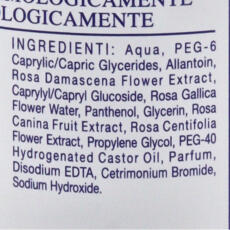 OLOGICAMENTE
INGREDIENTI: Aqua, PEG-6
Caprylic/Capric Glycerides, Allantoin,
Rosa Damascena Flower Extract,
Caprylyl/Capryl Glucoside, Rosa Gallica
Flower Water, Panthenol, Glycerin, Rosa
Canina Fruit Extract, Rosa Centifolia
Flower Extract, Propylene Glycol, PEG-40
Hydrogenated Castor Oil, Parfum,
Disodium EDTA, Cetrimonium Bromide,
Sodium Hydroxide.